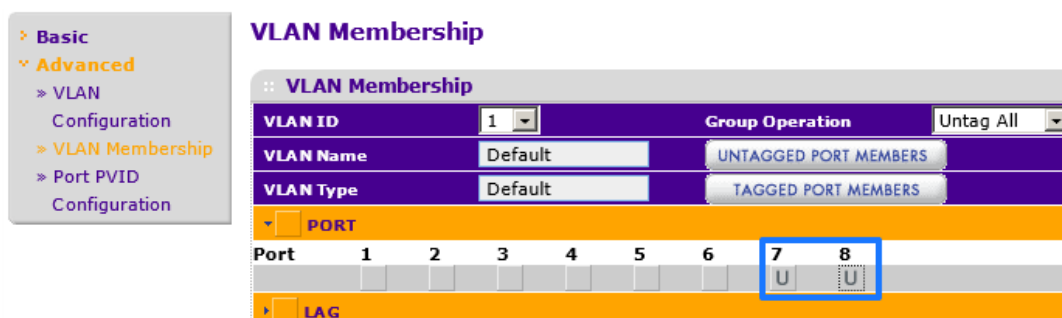 Basic
Advanced
» VLAN
Configuration
» VLAN Membership
» Port PVID
Configuration
VLAN Membership
VLAN Membership
VLAN ID 1 Group Operation Untag All
VLAN Name Default UNTAGGED PORT MEMBERS
VLAN Type Default TAGGED PORT MEMBERS
PORT
Port 1 2 3 4 5 6 7 8
U U
LAG